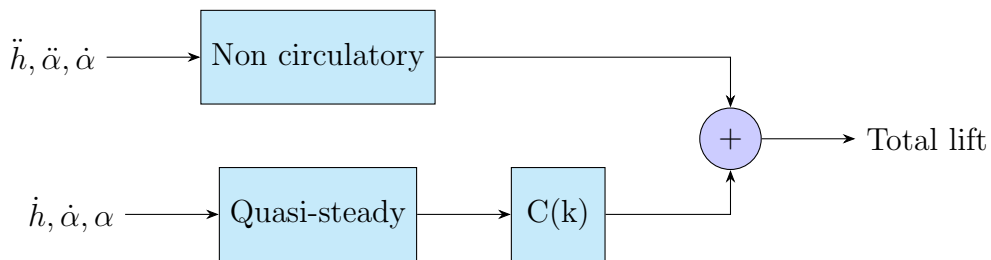 ḧ, α̈, α̇
Non circulatory
+
Total lift
ḣ, α̇, α
Quasi-steady
C(k)